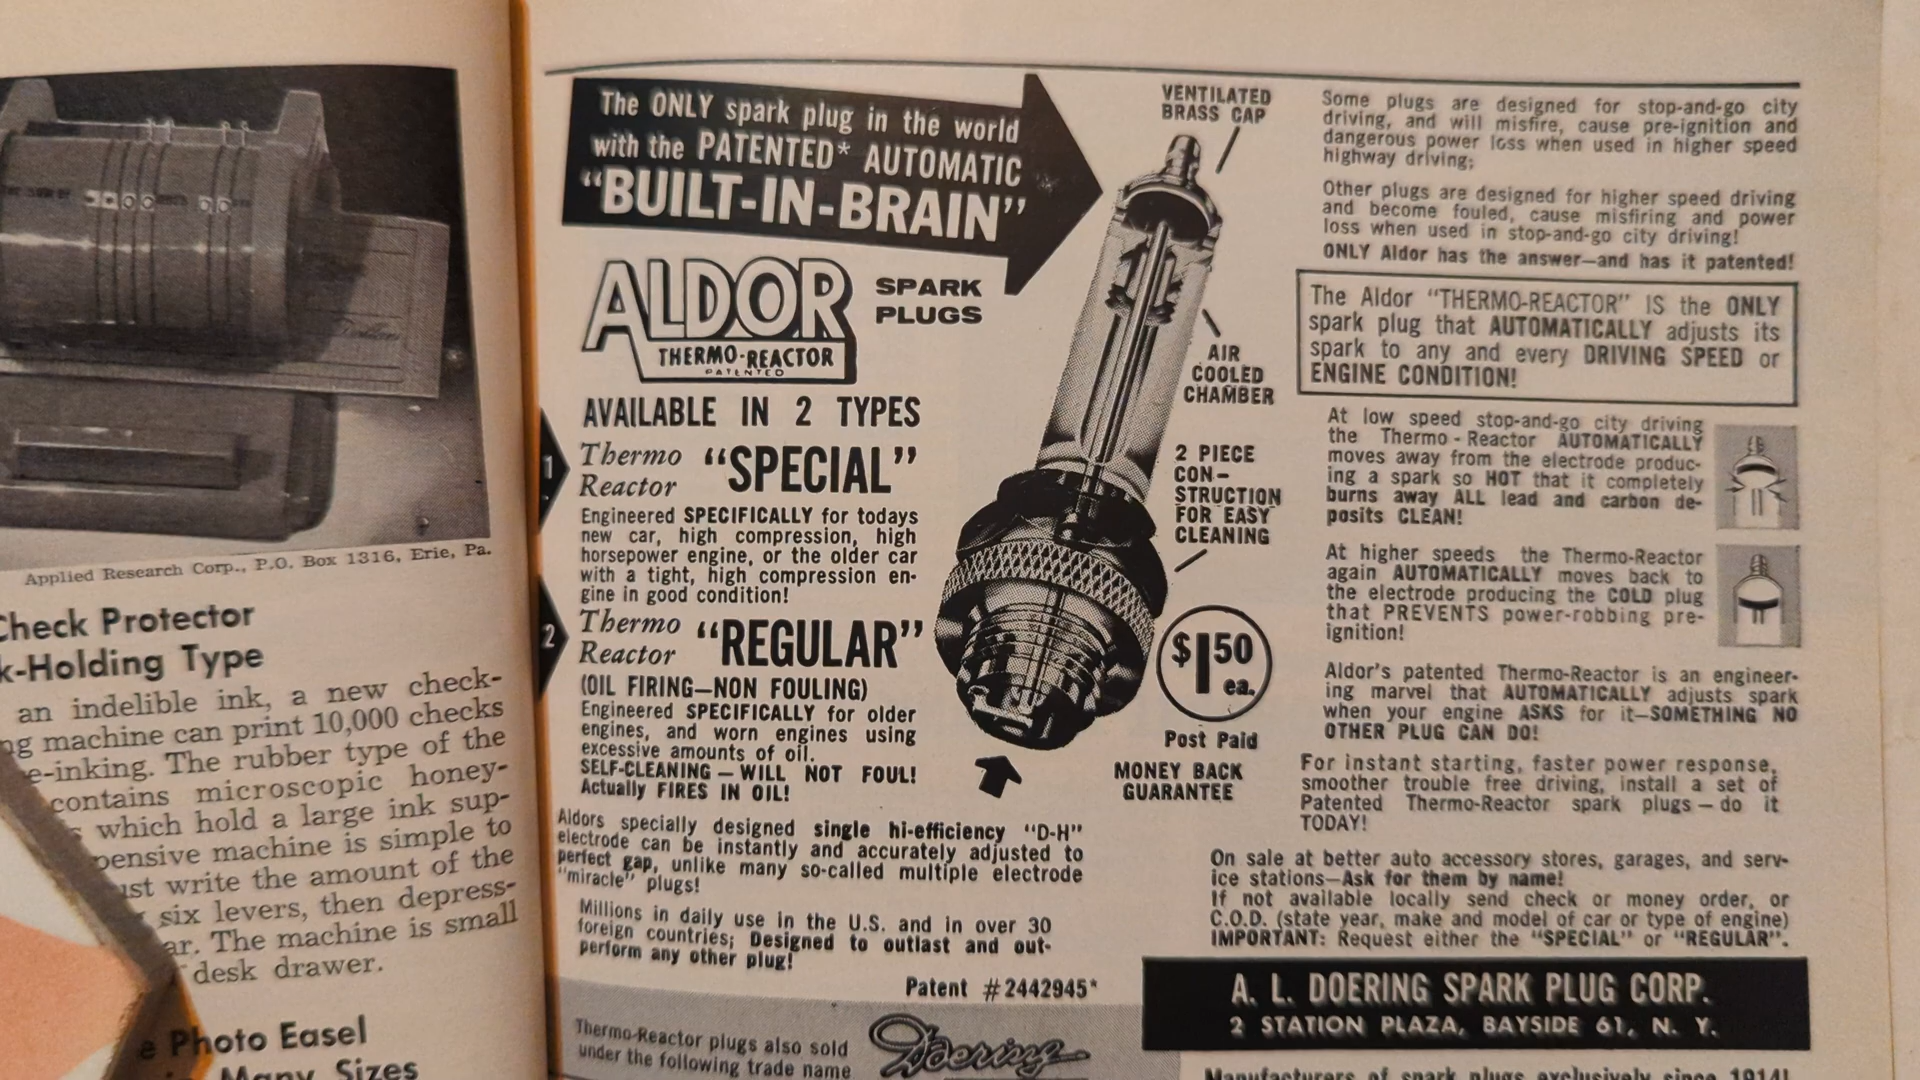 Applied Research Corp., P.O. Box 1316, Erie, Pa.
Check Protector
k-Holding Type
an indelible ink, a new check-
ng machine can print 10,000 checks
e-inking. The rubber type of the
contains microscopic honey-
which hold a large ink sup-
pensive machine is simple to
ust write the amount of the
six levers, then depress-
ar. The machine is small
desk drawer.
e Photo Easel
Many Sizes
The ONLY spark plug in the world
with the PATENTED* AUTOMATIC
"BUILT-IN-BRAIN"
ALDOR
SPARK
PLUGS
THERMO-REACTOR
PATENTED
AVAILABLE IN 2 TYPES
1
Thermo
Reactor
"SPECIAL"
Engineered SPECIFICALLY for todays
new car, high compression, high
horsepower engine, or the older car
with a tight, high compression en-
gine in good condition!
2
Thermo
Reactor
"REGULAR"
(OIL FIRING—NON FOULING)
Engineered SPECIFICALLY for older
engines, and worn engines using
excessive amounts of oil.
SELF-CLEANING — WILL NOT FOUL!
Actually FIRES IN OIL!
Aldors specially designed single hi-efficiency "D-H"
electrode can be instantly and accurately adjusted to
perfect gap, unlike many so-called multiple electrode
"miracle" plugs!
Millions in daily use in the U.S. and in over 30
foreign countries; Designed to outlast and out-
perform any other plug!
Patent #2442945*
Thermo-Reactor plugs also sold
under the following trade name
Doering
VENTILATED
BRASS CAP
AIR
COOLED
CHAMBER
2 PIECE
CON-
STRUCTION
FOR EASY
CLEANING
$1.50
ea.
Post Paid
MONEY BACK
GUARANTEE
Some plugs are designed for stop-and-go city
driving, and will misfire, cause pre-ignition and
dangerous power loss when used in higher speed
highway driving;
Other plugs are designed for higher speed driving
and become fouled, cause misfiring and power
loss when used in stop-and-go city driving!
ONLY Aldor has the answer—and has it patented!
The Aldor "THERMO-REACTOR" IS the ONLY
spark plug that AUTOMATICALLY adjusts its
spark to any and every DRIVING SPEED or
ENGINE CONDITION!
At low speed stop-and-go city driving
the Thermo-Reactor AUTOMATICALLY
moves away from the electrode produc-
ing a spark so HOT that it completely
burns away ALL lead and carbon de-
posits CLEAN!
At higher speeds the Thermo-Reactor
again AUTOMATICALLY moves back to
the electrode producing the COLD plug
that PREVENTS power-robbing pre-
ignition!
Aldor's patented Thermo-Reactor is an engineer-
ing marvel that AUTOMATICALLY adjusts spark
when your engine ASKS for it—SOMETHING NO
OTHER PLUG CAN DO!
For instant starting, faster power response,
smoother trouble free driving, install a set of
Patented Thermo-Reactor spark plugs — do it
TODAY!
On sale at better auto accessory stores, garages, and serv-
ice stations—Ask for them by name!
If not available locally send check or money order, or
C.O.D. (state year, make and model of car or type of engine)
IMPORTANT: Request either the "SPECIAL" or "REGULAR".
A. L. DOERING SPARK PLUG CORP.
2 STATION PLAZA, BAYSIDE 61, N. Y.
Manufacturers of spark plugs exclusively since 1914!